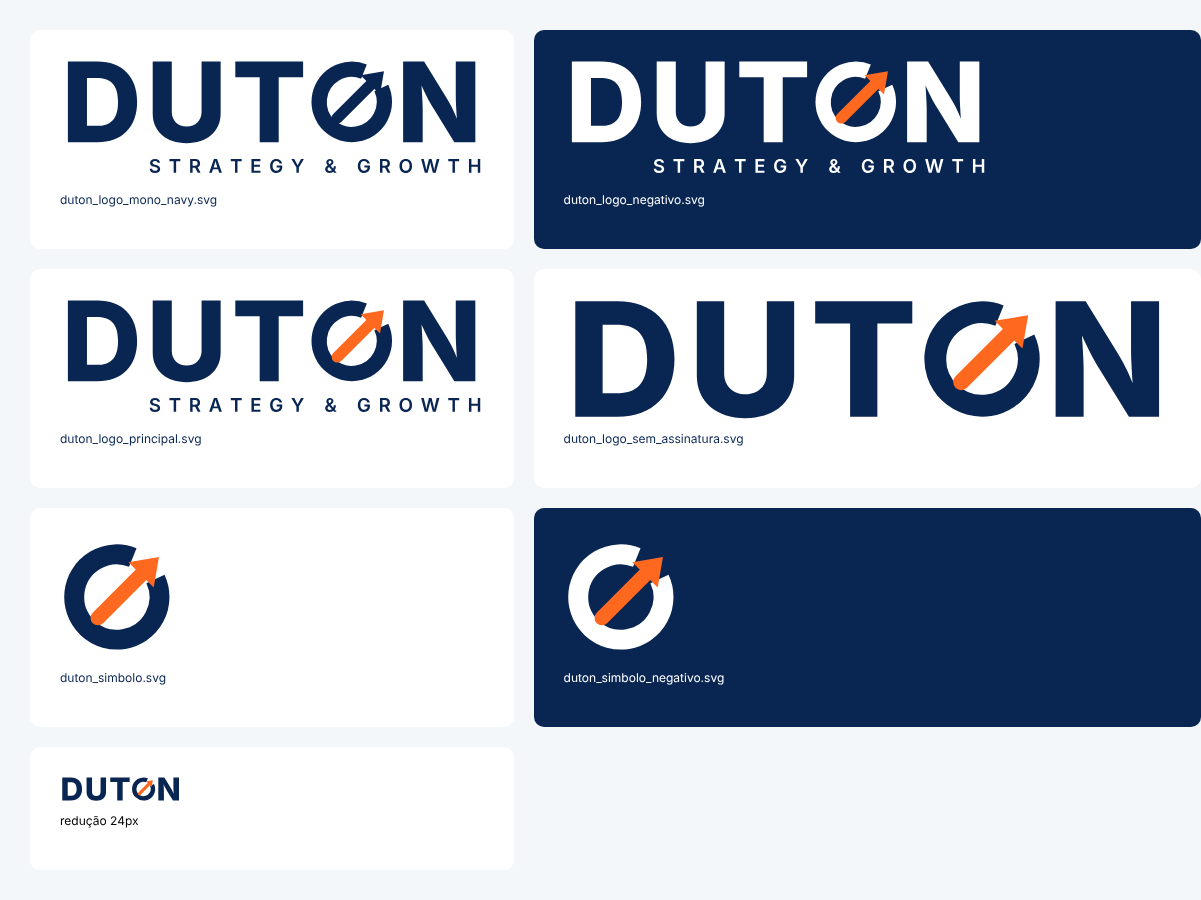 DUTON
STRATEGY & GROWTH
duton_logo_mono_navy.svg
DUTON
STRATEGY & GROWTH
duton_logo_negativo.svg
DUTON
STRATEGY & GROWTH
duton_logo_principal.svg
DUTON
duton_logo_sem_assinatura.svg
duton_simbolo.svg
duton_simbolo_negativo.svg
DUTON
redução 24px